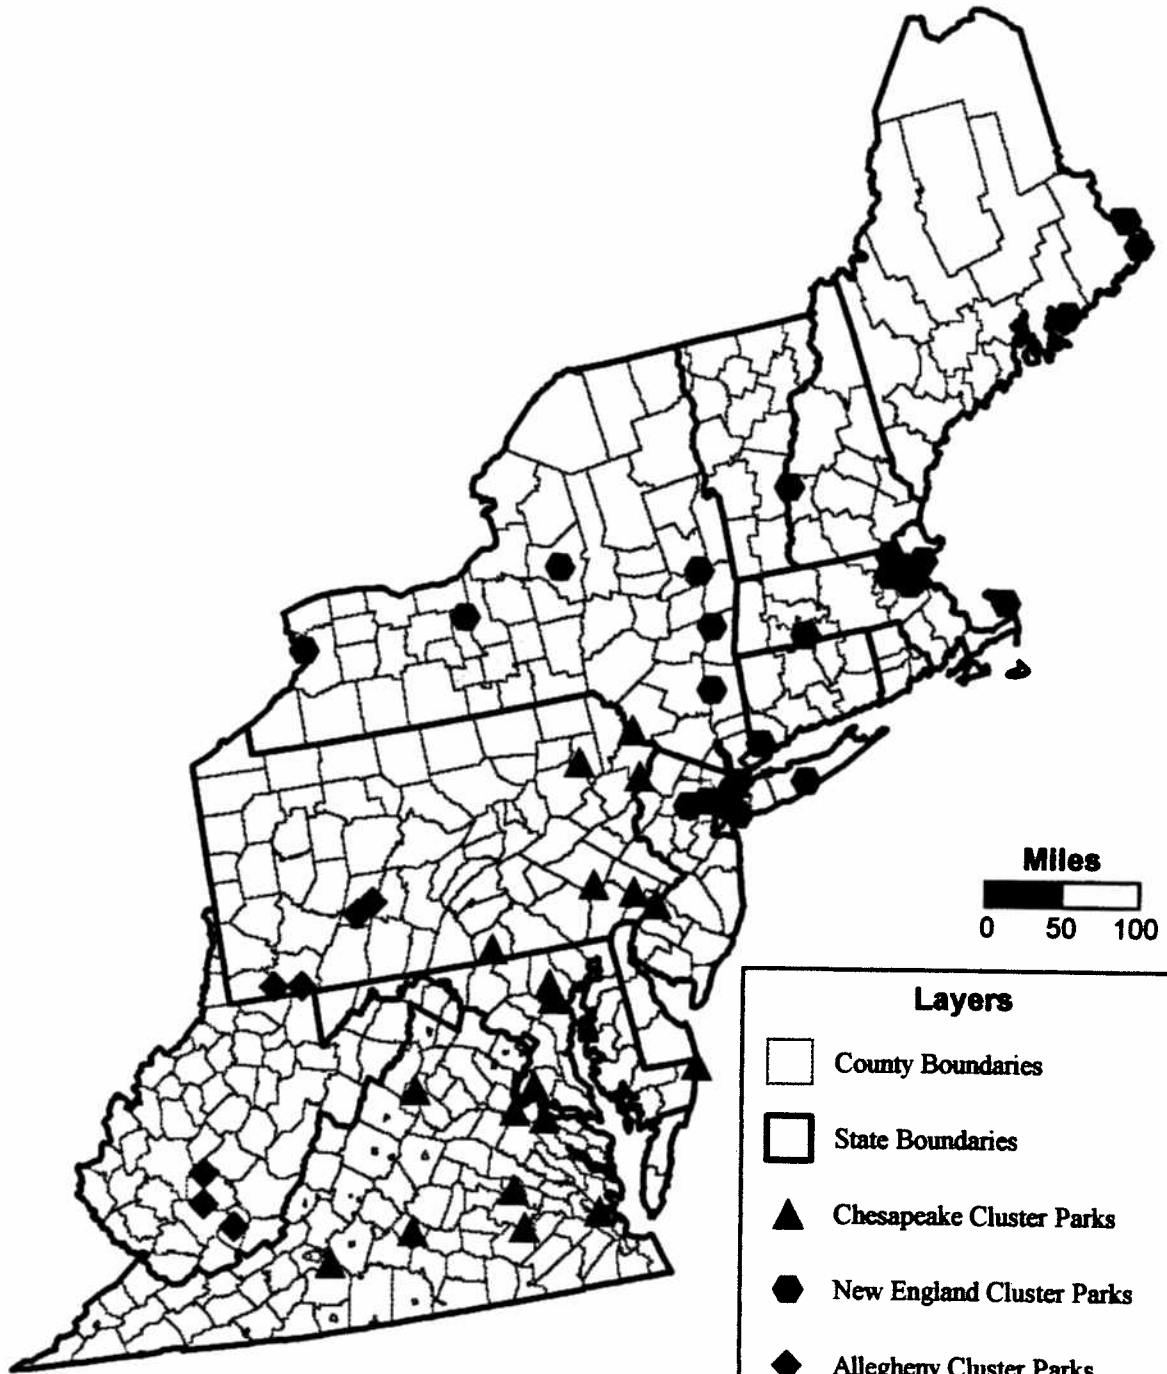 Miles
0 50 100
Layers
County Boundaries
State Boundaries
Chesapeake Cluster Parks
New England Cluster Parks
Allegheny Cluster Parks